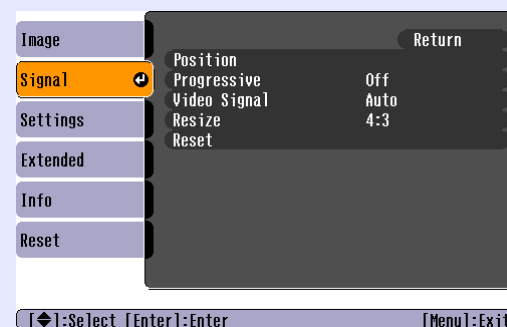 Image
Signal
Settings
Extended
Info
Reset
Return
Position
Progressive Off
Video Signal Auto
Resize 4:3
Reset
[]:Select [Enter]:Enter [Menu]:Exit